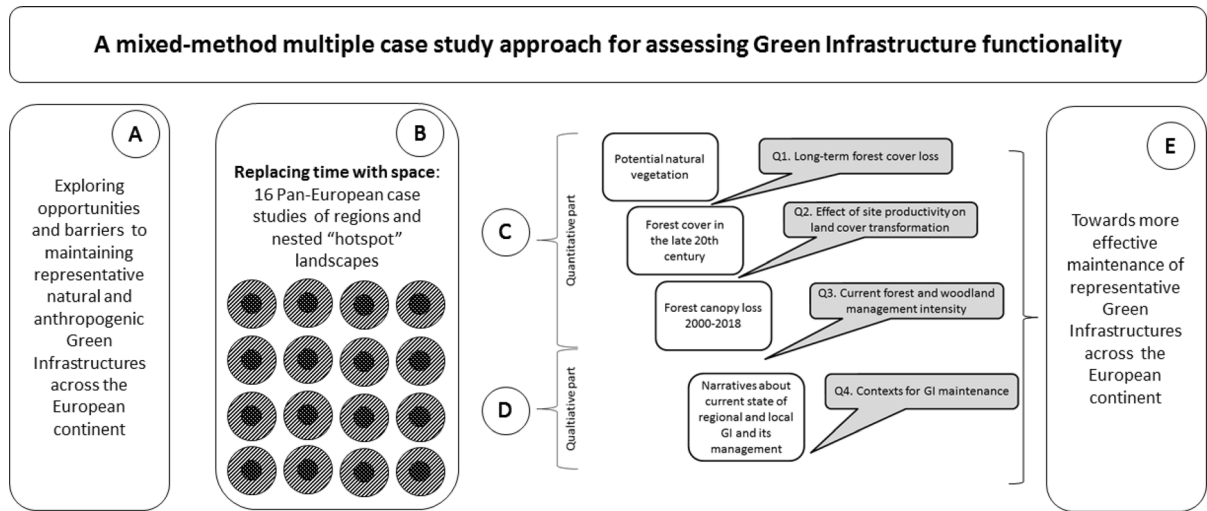 A mixed-method multiple case study approach for assessing Green Infrastructure functionality
A
Exploring
opportunities
and barriers to
maintaining
representative
natural and
anthropogenic
Green
Infrastructures
across the
European
continent
B
Replacing time with space:
16 Pan-European case
studies of regions and
nested “hotspot”
landscapes
C
Quantitative part
D
Qualtiative part
Potential natural
vegetation
Q1. Long-term forest cover loss
Forest cover in
the late 20th
century
Q2. Effect of site productivity on
land cover transformation
Forest canopy loss
2000-2018
Q3. Current forest and woodland
management intensity
Narratives about
current state of
regional and local
GI and its
management
Q4. Contexts for GI maintenance
E
Towards more
effective
maintenance of
representative
Green
Infrastructures
across the
European
continent